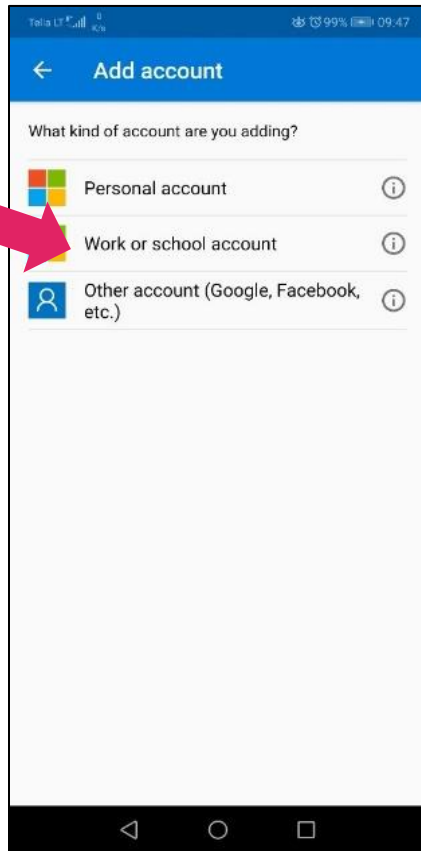 Telia LT 0 K/s 99% 09:47
Add account
What kind of account are you adding?
Personal account
Work or school account
Other account (Google, Facebook,
etc.)